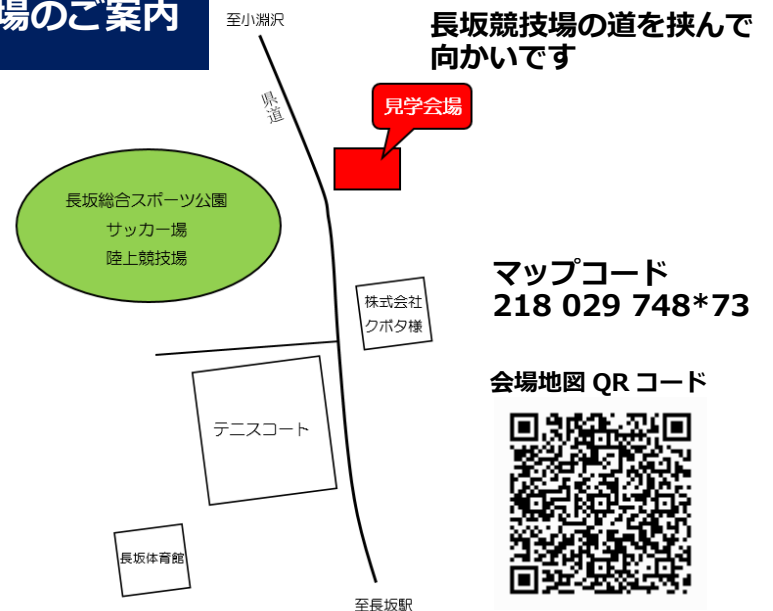 場のご案内
至小淵沢
長坂競技場の道を挟んで
向かいです
県道
見学会場
長坂総合スポーツ公園
サッカー場
陸上競技場
マップコード
218 029 748*73
株式会社
クボタ様
会場地図 QR コード
テニスコート
長坂体育館
至長坂駅